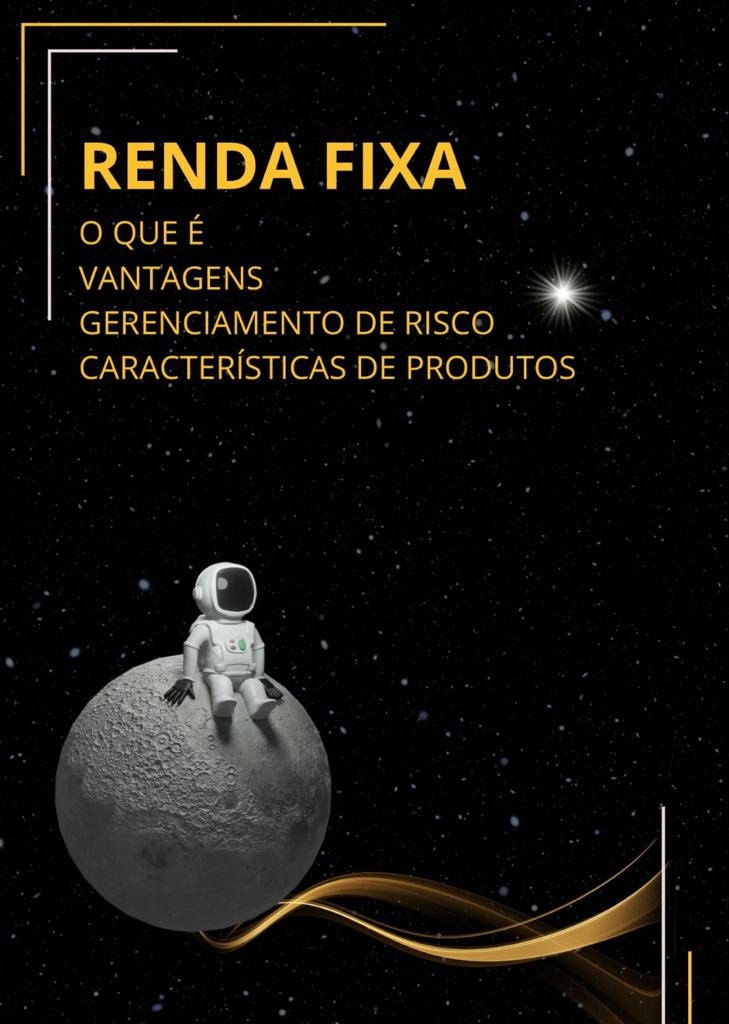 RENDA FIXA
O QUE É
VANTAGENS
GERENCIAMENTO DE RISCO
CARACTERÍSTICAS DE PRODUTOS